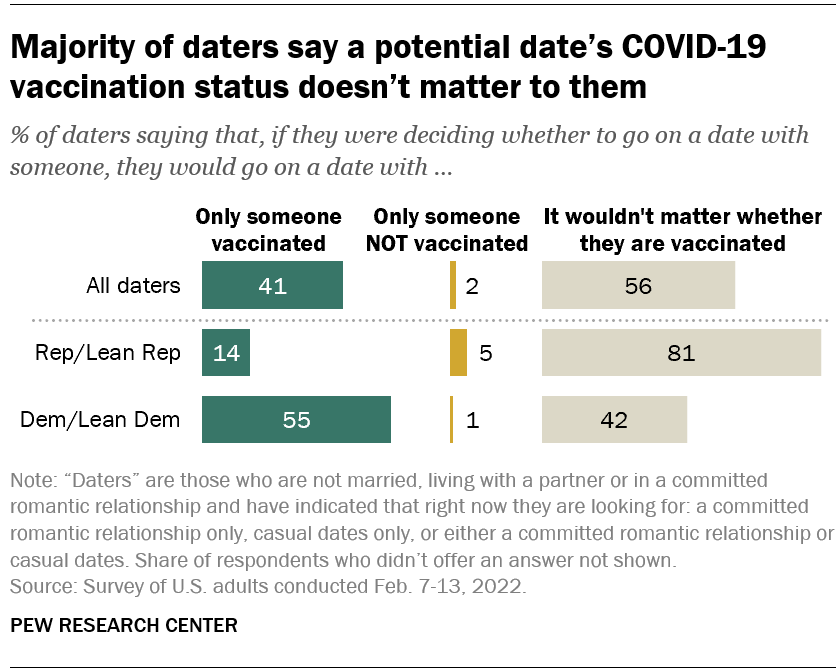 Majority of daters say a potential date’s COVID-19
vaccination status doesn’t matter to them
% of daters saying that, if they were deciding whether to go on a date with
someone, they would go on a date with ...
Only someone vaccinated
Only someone NOT vaccinated
It wouldn't matter whether they are vaccinated
All daters 41 2 56
Rep/Lean Rep 14 5 81
Dem/Lean Dem 55 1 42
Note: “Daters” are those who are not married, living with a partner or in a committed
romantic relationship and have indicated that right now they are looking for: a committed
romantic relationship only, casual dates only, or either a committed romantic relationship or
casual dates. Share of respondents who didn’t offer an answer not shown.
Source: Survey of U.S. adults conducted Feb. 7-13, 2022.
PEW RESEARCH CENTER